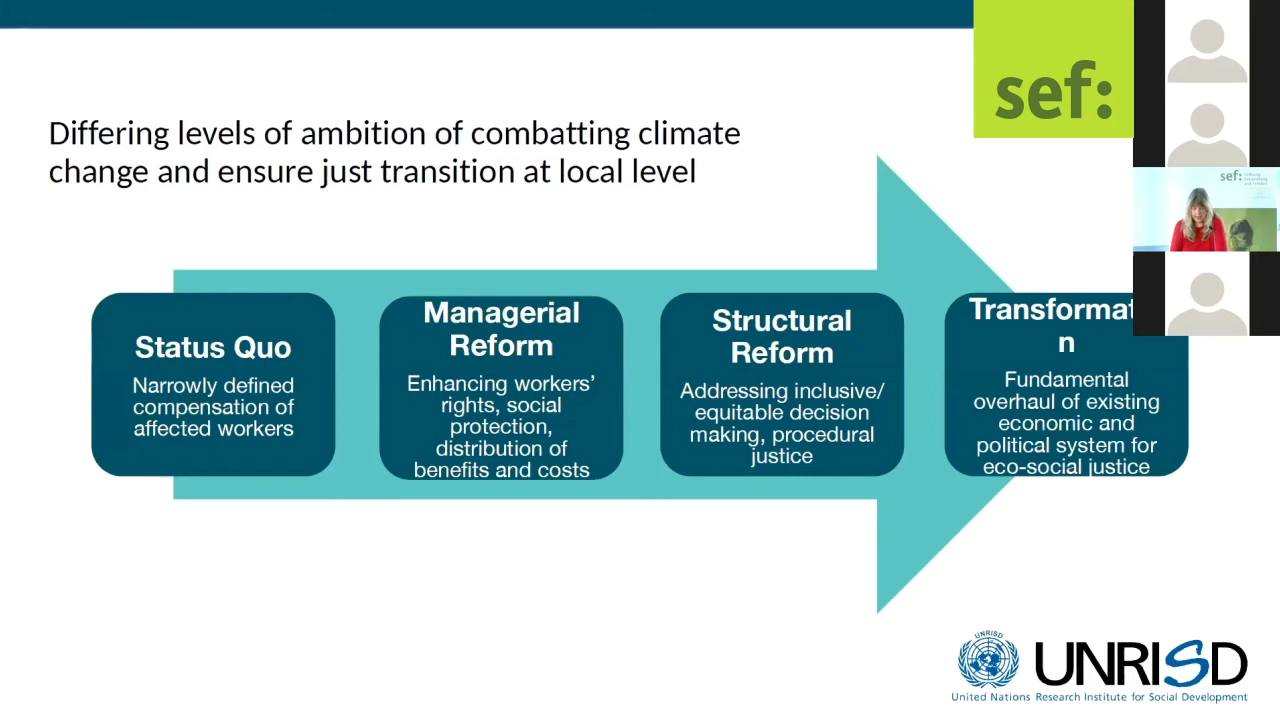 sef:
Differing levels of ambition of combatting climate
change and ensure just transition at local level
sef:
Status Quo
Narrowly defined
compensation of
affected workers
Managerial
Reform
Enhancing workers’
rights, social
protection,
distribution of
benefits and costs
Structural
Reform
Addressing inclusive/
equitable decision
making, procedural
justice
Transformat
n
Fundamental
overhaul of existing
economic and
political system for
eco-social justice
UNRISD
UNRISD
United Nations Research Institute for Social Development